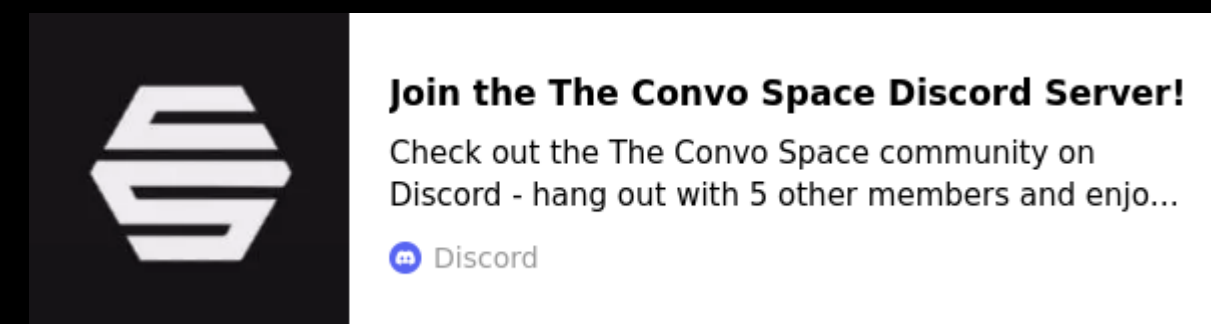 Join the The Convo Space Discord Server!
Check out the The Convo Space community on
Discord - hang out with 5 other members and enjo...
Discord